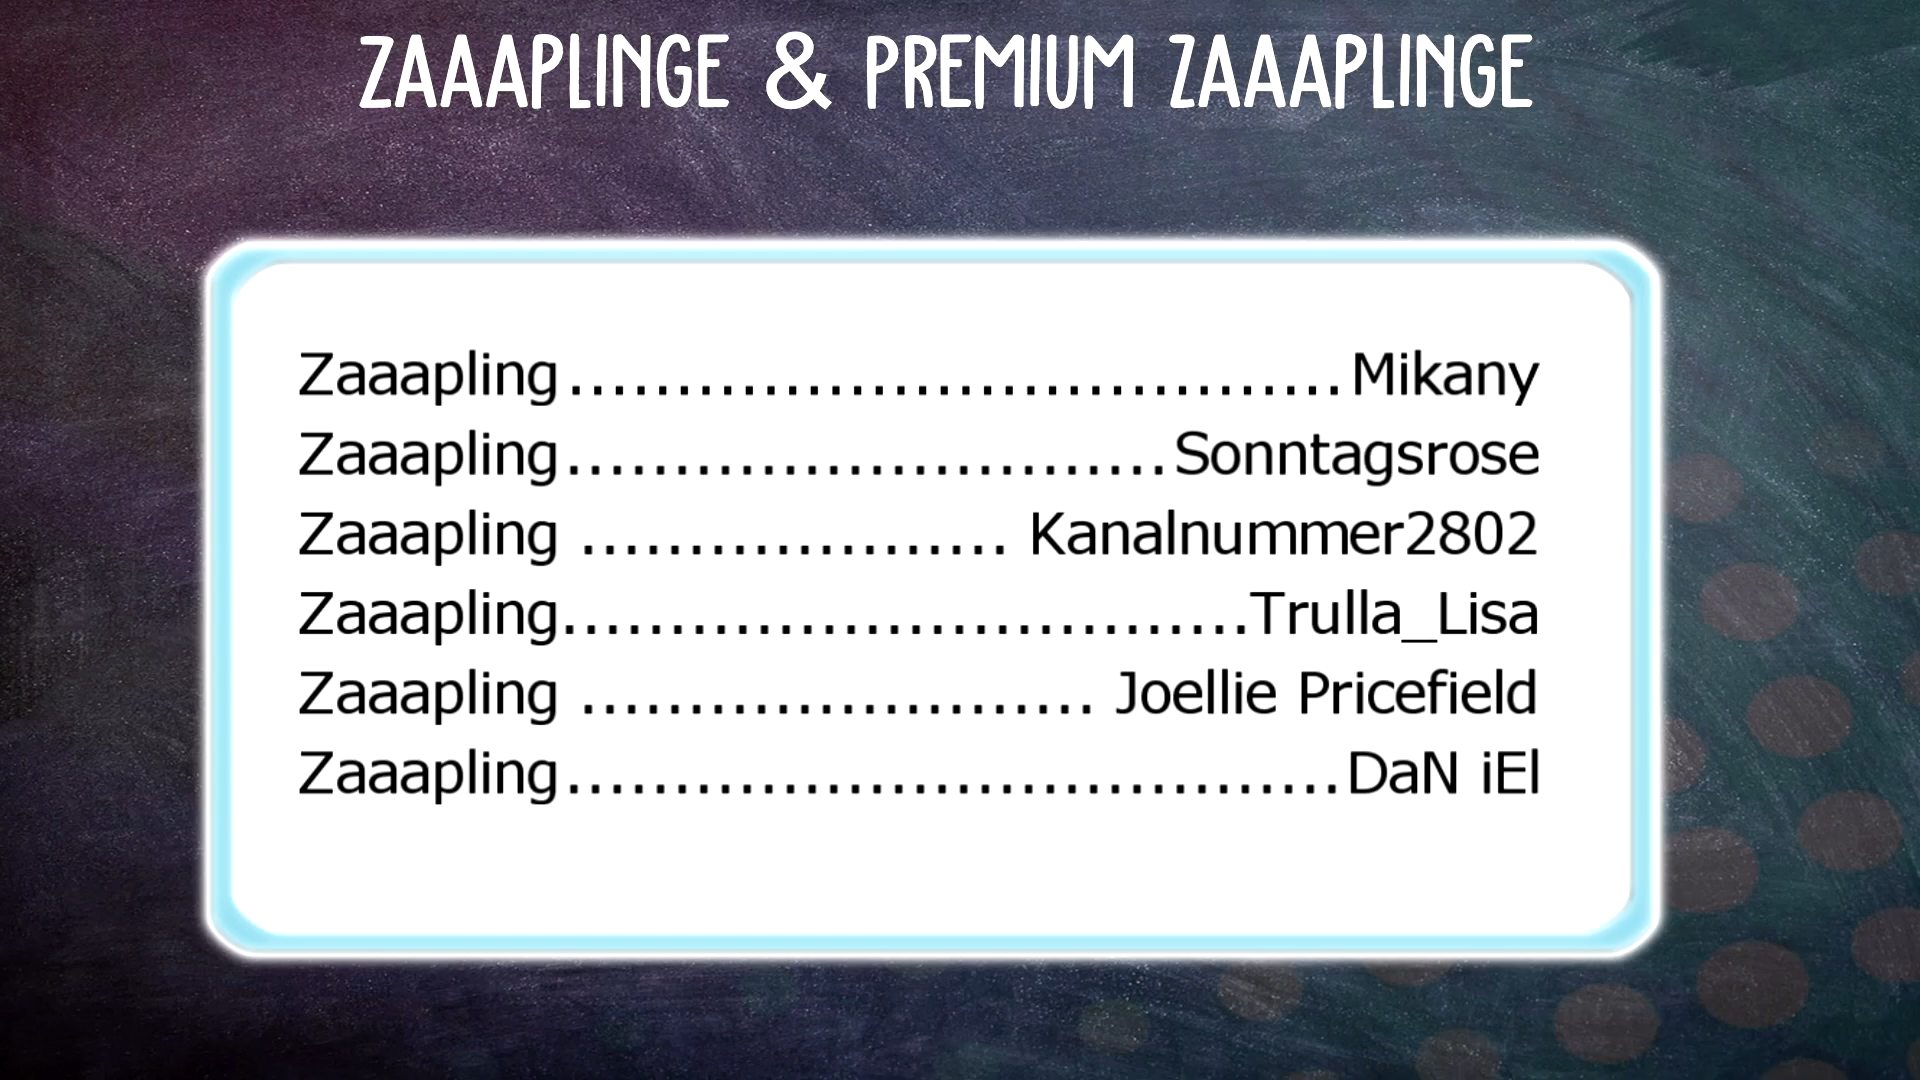 ZAAAPLINGE & PREMIUM ZAAAPLINGE
Zaaapling....................................Mikany
Zaaapling............................Sonntagsrose
Zaaapling .................... Kanalnummer2802
Zaaapling................................Trulla_Lisa
Zaaapling ........................ Joellie Pricefield
Zaaapling....................................DaN iEl